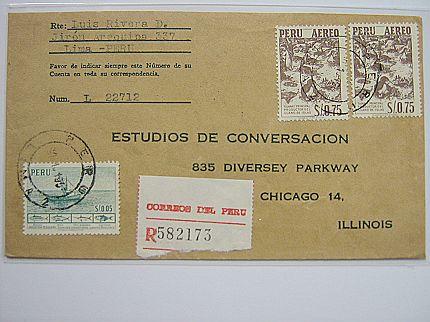 Rte: Luis Rivera D.
Jirón Arequipa 337
Lima -PERU
Favor de indicar siempre este Número de su
Cuenta en toda su correspondencia.
Num. L 22712
PERU AEREO
S/.0.75
PERU AEREO
S/.0.75
ESTUDIOS DE CONVERSACION
835 DIVERSEY PARKWAY
CHICAGO 14,
ILLINOIS
PERU
S/.0.05
CORREOS DEL PERU
R 582173